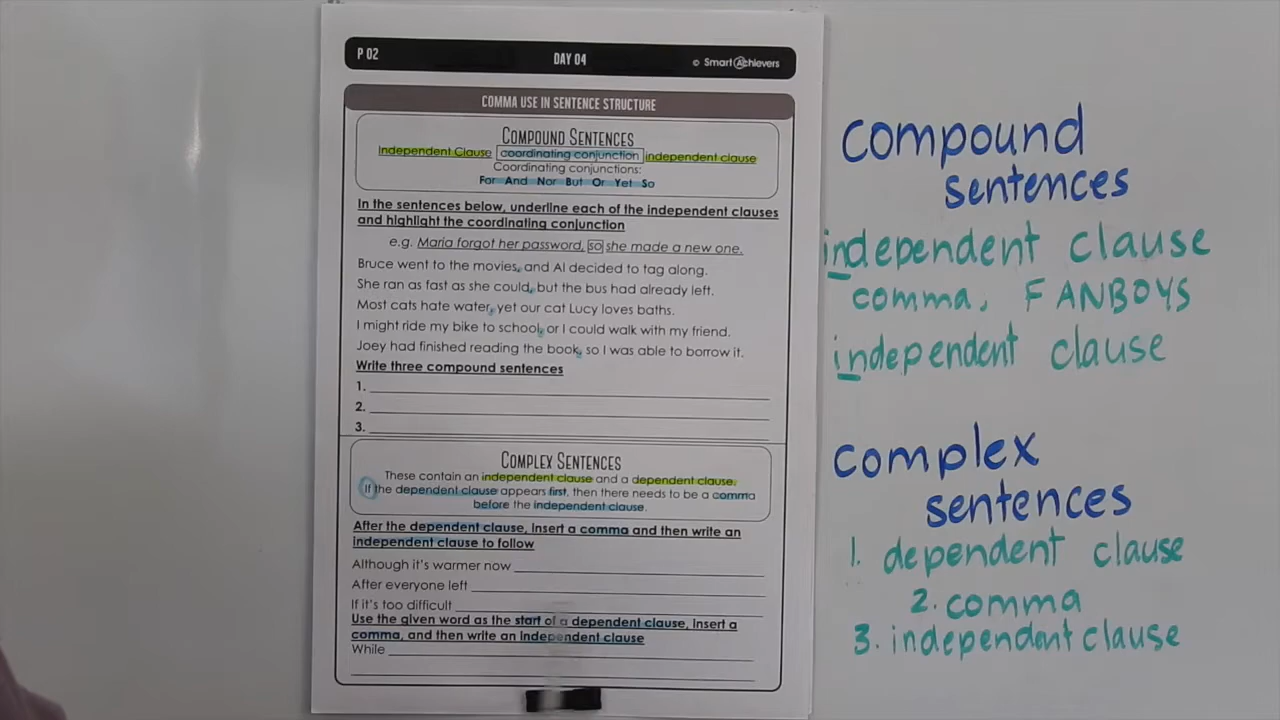 P 02 DAY 04 © Smart Achievers
COMMA USE IN SENTENCE STRUCTURE
COMPOUND SENTENCES
Independent Clause coordinating conjunction independent clause
Coordinating conjunctions:
For And Nor But Or Yet So
In the sentences below, underline each of the independent clauses
and highlight the coordinating conjunction
e.g. Maria forgot her password, so she made a new one.
Bruce went to the movies, and Al decided to tag along.
She ran as fast as she could, but the bus had already left.
Most cats hate water, yet our cat Lucy loves baths.
I might ride my bike to school, or I could walk with my friend.
Joey had finished reading the book, so I was able to borrow it.
Write three compound sentences
1.
2.
3.
COMPLEX SENTENCES
These contain an independent clause and a dependent clause.
If the dependent clause appears first, then there needs to be a comma
before the independent clause.
After the dependent clause, insert a comma and then write an
independent clause to follow
Although it's warmer now
After everyone left
If it's too difficult
Use the given word as the start of a dependent clause, insert a
comma, and then write an independent clause
While
compound
sentences
independent clause
comma, FANBOYS
independent clause
complex
sentences
1. dependent clause
2. comma
3. independent clause